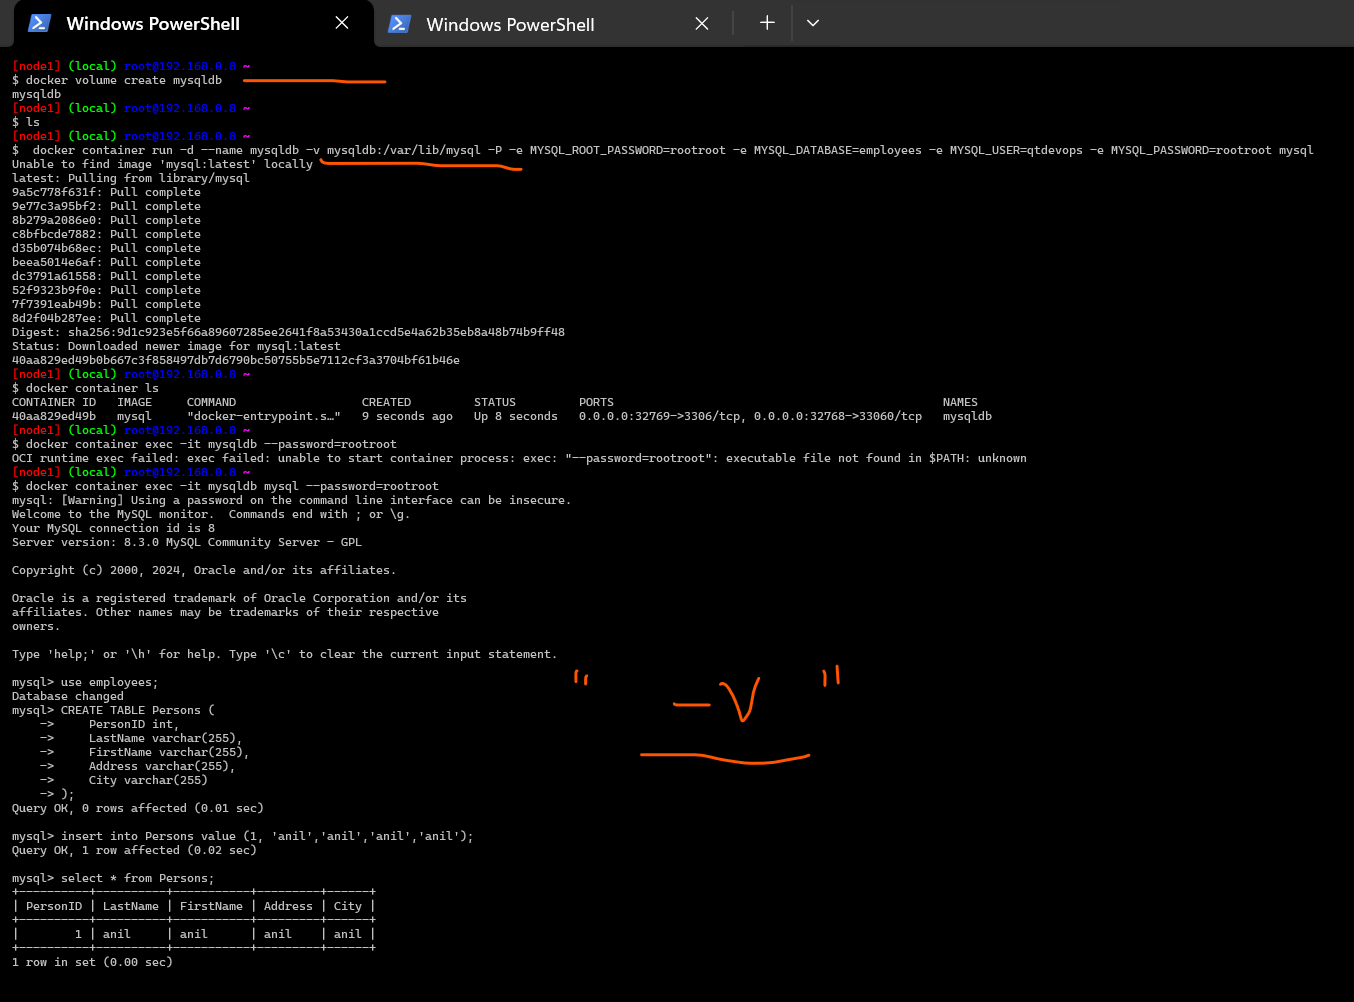 Windows PowerShell
Windows PowerShell
[node1] (local) root@192.168.0.8 ~
$ docker volume create mysqldb
mysqldb
[node1] (local) root@192.168.0.8 ~
$ ls
[node1] (local) root@192.168.0.8 ~
$  docker container run -d --name mysqldb -v mysqldb:/var/lib/mysql -P -e MYSQL_ROOT_PASSWORD=rootroot -e MYSQL_DATABASE=employees -e MYSQL_USER=qtdevops -e MYSQL_PASSWORD=rootroot mysql
Unable to find image 'mysql:latest' locally
latest: Pulling from library/mysql
9a5c778f631f: Pull complete
9e77c3a95bf2: Pull complete
8b279a2086e0: Pull complete
c8bfbcde7882: Pull complete
d35b074b68ec: Pull complete
beea5014e6af: Pull complete
dc3791a61558: Pull complete
52f9323b9f0e: Pull complete
7f7391eab49b: Pull complete
8d2f04b287ee: Pull complete
Digest: sha256:9d1c923e5f66a89607285ee2641f8a53430a1ccd5e4a62b35eb8a48b74b9ff48
Status: Downloaded newer image for mysql:latest
40aa829ed49b0b667c3f858497db7d6790bc50755b5e7112cf3a3704bf61b46e
[node1] (local) root@192.168.0.8 ~
$ docker container ls
CONTAINER ID   IMAGE     COMMAND                  CREATED         STATUS         PORTS                                               NAMES
40aa829ed49b   mysql     "docker-entrypoint.s…"   9 seconds ago   Up 8 seconds   0.0.0.0:32769->3306/tcp, 0.0.0.0:32768->33060/tcp   mysqldb
[node1] (local) root@192.168.0.8 ~
$ docker container exec -it mysqldb --password=rootroot
OCI runtime exec failed: exec failed: unable to start container process: exec: "--password=rootroot": executable file not found in $PATH: unknown
[node1] (local) root@192.168.0.8 ~
$ docker container exec -it mysqldb mysql --password=rootroot
mysql: [Warning] Using a password on the command line interface can be insecure.
Welcome to the MySQL monitor.  Commands end with ; or \g.
Your MySQL connection id is 8
Server version: 8.3.0 MySQL Community Server - GPL
Copyright (c) 2000, 2024, Oracle and/or its affiliates.
Oracle is a registered trademark of Oracle Corporation and/or its
affiliates. Other names may be trademarks of their respective
owners.
Type 'help;' or '\h' for help. Type '\c' to clear the current input statement.
" -v "
mysql> use employees;
Database changed
mysql> CREATE TABLE Persons (
    ->     PersonID int,
    ->     LastName varchar(255),
    ->     FirstName varchar(255),
    ->     Address varchar(255),
    ->     City varchar(255)
    -> );
Query OK, 0 rows affected (0.01 sec)
mysql> insert into Persons value (1, 'anil','anil','anil','anil');
Query OK, 1 row affected (0.02 sec)
mysql> select * from Persons;
+----------+----------+-----------+---------+------+
| PersonID | LastName | FirstName | Address | City |
+----------+----------+-----------+---------+------+
|        1 | anil     | anil      | anil    | anil |
+----------+----------+-----------+---------+------+
1 row in set (0.00 sec)